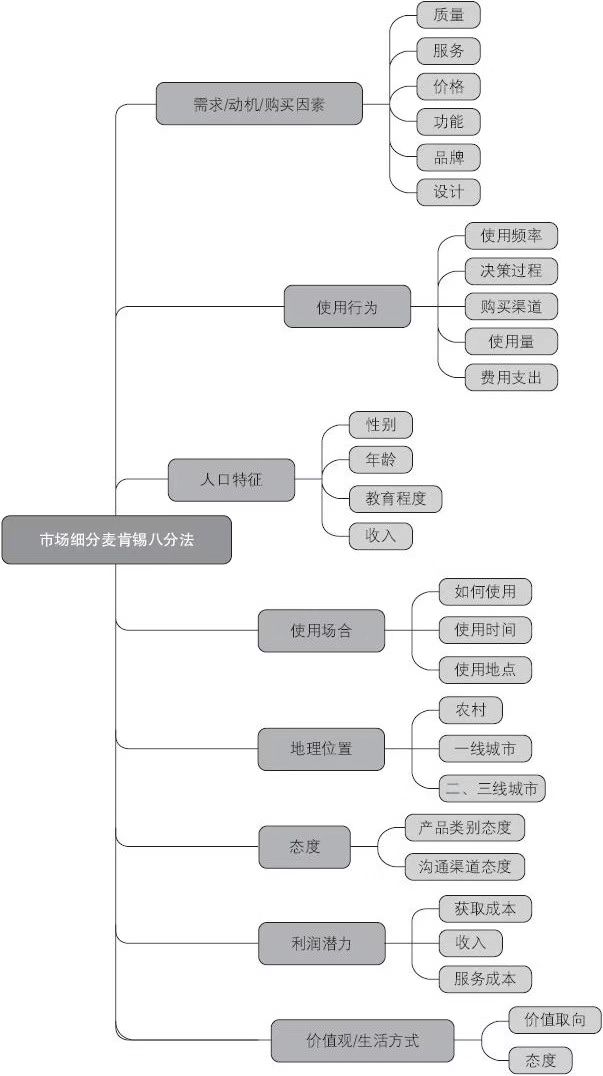 质量
服务
需求/动机/购买因素
价格
功能
品牌
设计
使用频率
决策过程
使用行为
购买渠道
使用量
费用支出
性别
年龄
人口特征
教育程度
收入
市场细分麦肯锡八分法
如何使用
使用场合
使用时间
使用地点
农村
地理位置
一线城市
二、三线城市
产品类别态度
态度
沟通渠道态度
获取成本
利润潜力
收入
服务成本
价值取向
价值观/生活方式
态度